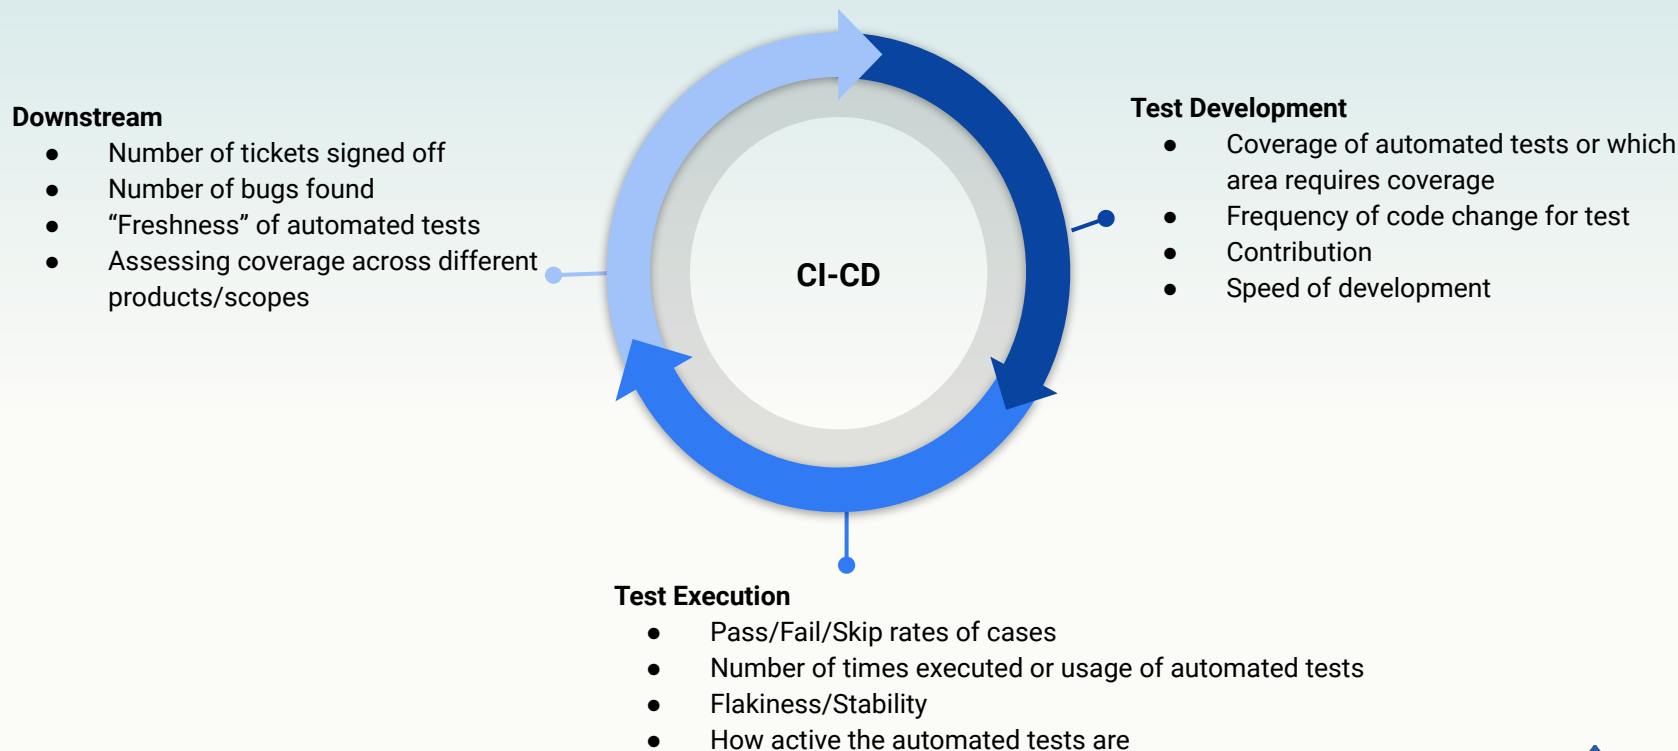 Downstream
● Number of tickets signed off
● Number of bugs found
● “Freshness” of automated tests
● Assessing coverage across different
products/scopes
CI-CD
Test Development
● Coverage of automated tests or which
area requires coverage
● Frequency of code change for test
● Contribution
● Speed of development
Test Execution
● Pass/Fail/Skip rates of cases
● Number of times executed or usage of automated tests
● Flakiness/Stability
● How active the automated tests are